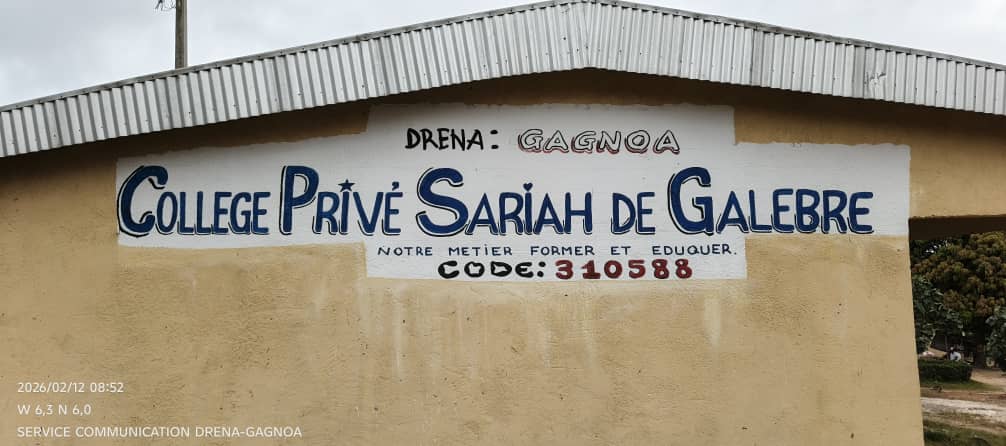 DRENA: GAGNOA
COLLEGE PRIVÉ SARIAH DE GALEBRE
NOTRE METIER FORMER ET EDUQUER.
CODE: 310588
2026/02/12 08:52
W 6,3 N 6,0
SERVICE COMMUNICATION DRENA-GAGNOA